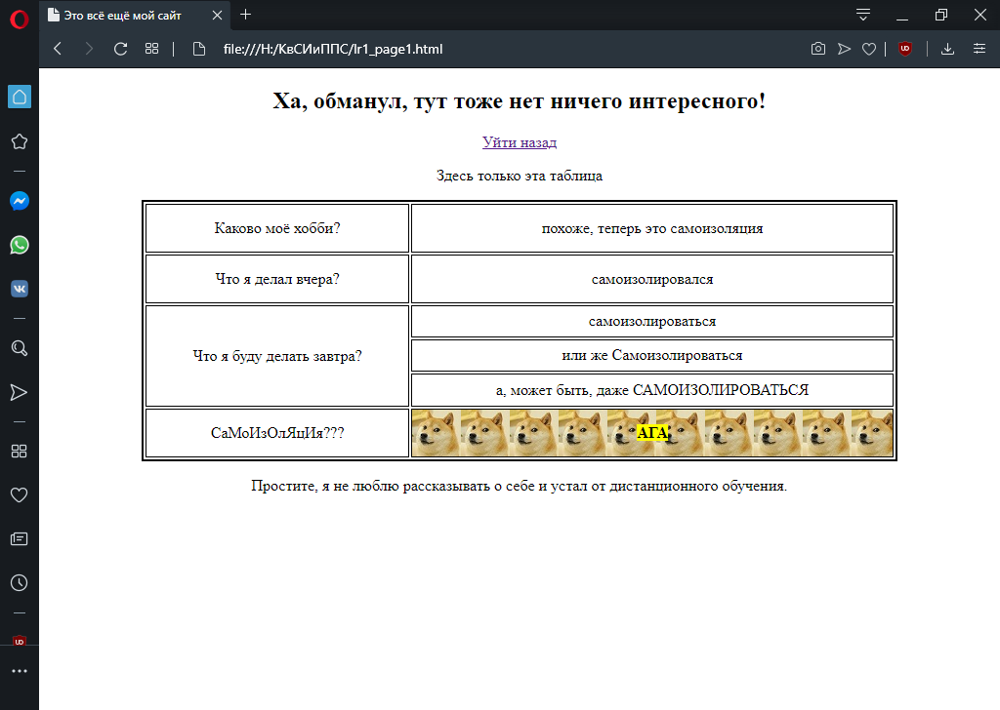 Это всё ещё мой сайт
file:///H:/КвСИиППС/lr1_page1.html
Ха, обманул, тут тоже нет ничего интересного!
Уйти назад
Здесь только эта таблица
Каково моё хобби?
похоже, теперь это самоизоляция
Что я делал вчера?
самоизолировался
Что я буду делать завтра?
самоизолироваться
или же Самоизолироваться
а, может быть, даже САМОИЗОЛИРОВАТЬСЯ
СаМоИзОлЯцИя???
АГА
Простите, я не люблю рассказывать о себе и устал от дистанционного обучения.